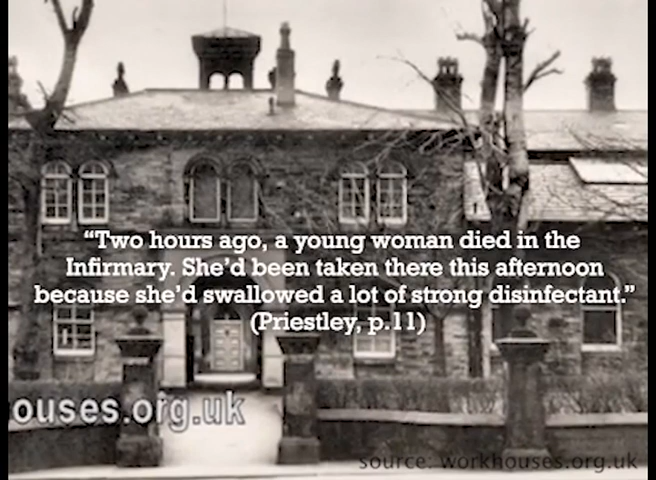 “Two hours ago, a young woman died in the
Infirmary. She’d been taken there this afternoon
because she’d swallowed a lot of strong disinfectant.”
(Priestley, p.11)
ouses.org.uk
source: workhouses.org.uk